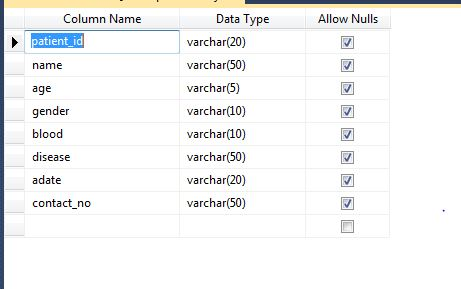 Column Name Data Type Allow Nulls
patient_id varchar(20)
name varchar(50)
age varchar(5)
gender varchar(10)
blood varchar(10)
disease varchar(50)
adate varchar(20)
contact_no varchar(50)